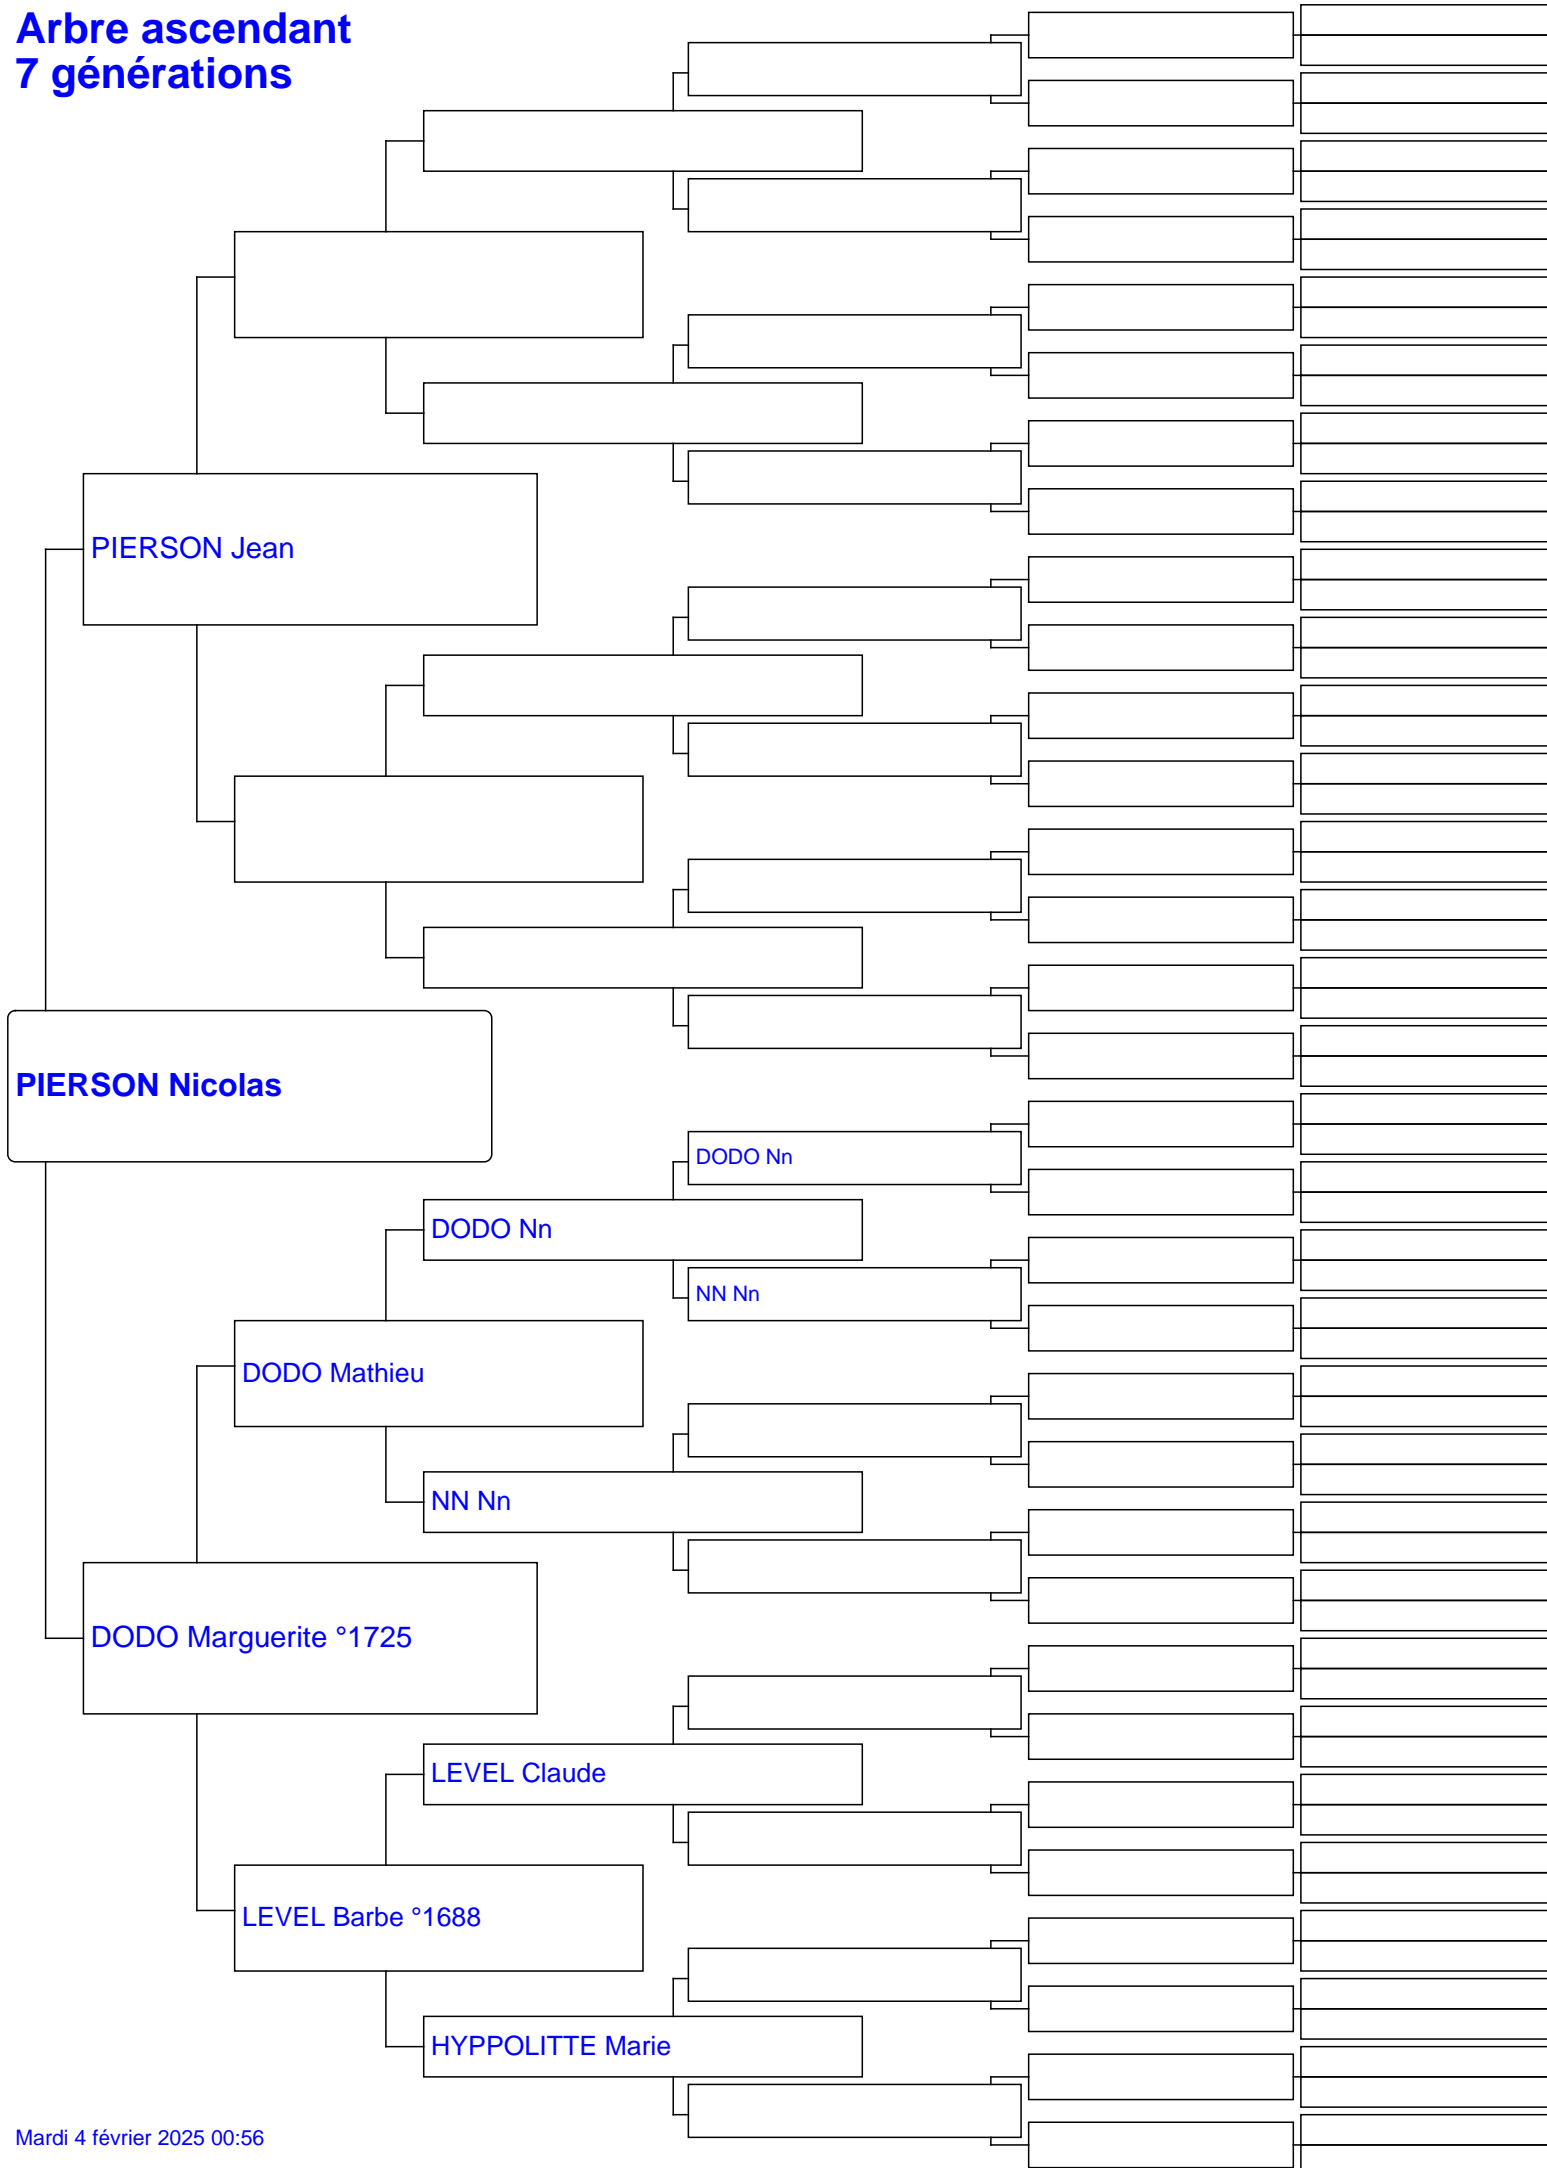 Arbre ascendant
7 générations
PIERSON Jean
PIERSON Nicolas
DODO Nn
DODO Nn
NN Nn
DODO Mathieu
NN Nn
DODO Marguerite °1725
LEVEL Claude
LEVEL Barbe °1688
HYPPOLITTE Marie
Mardi 4 février 2025 00:56